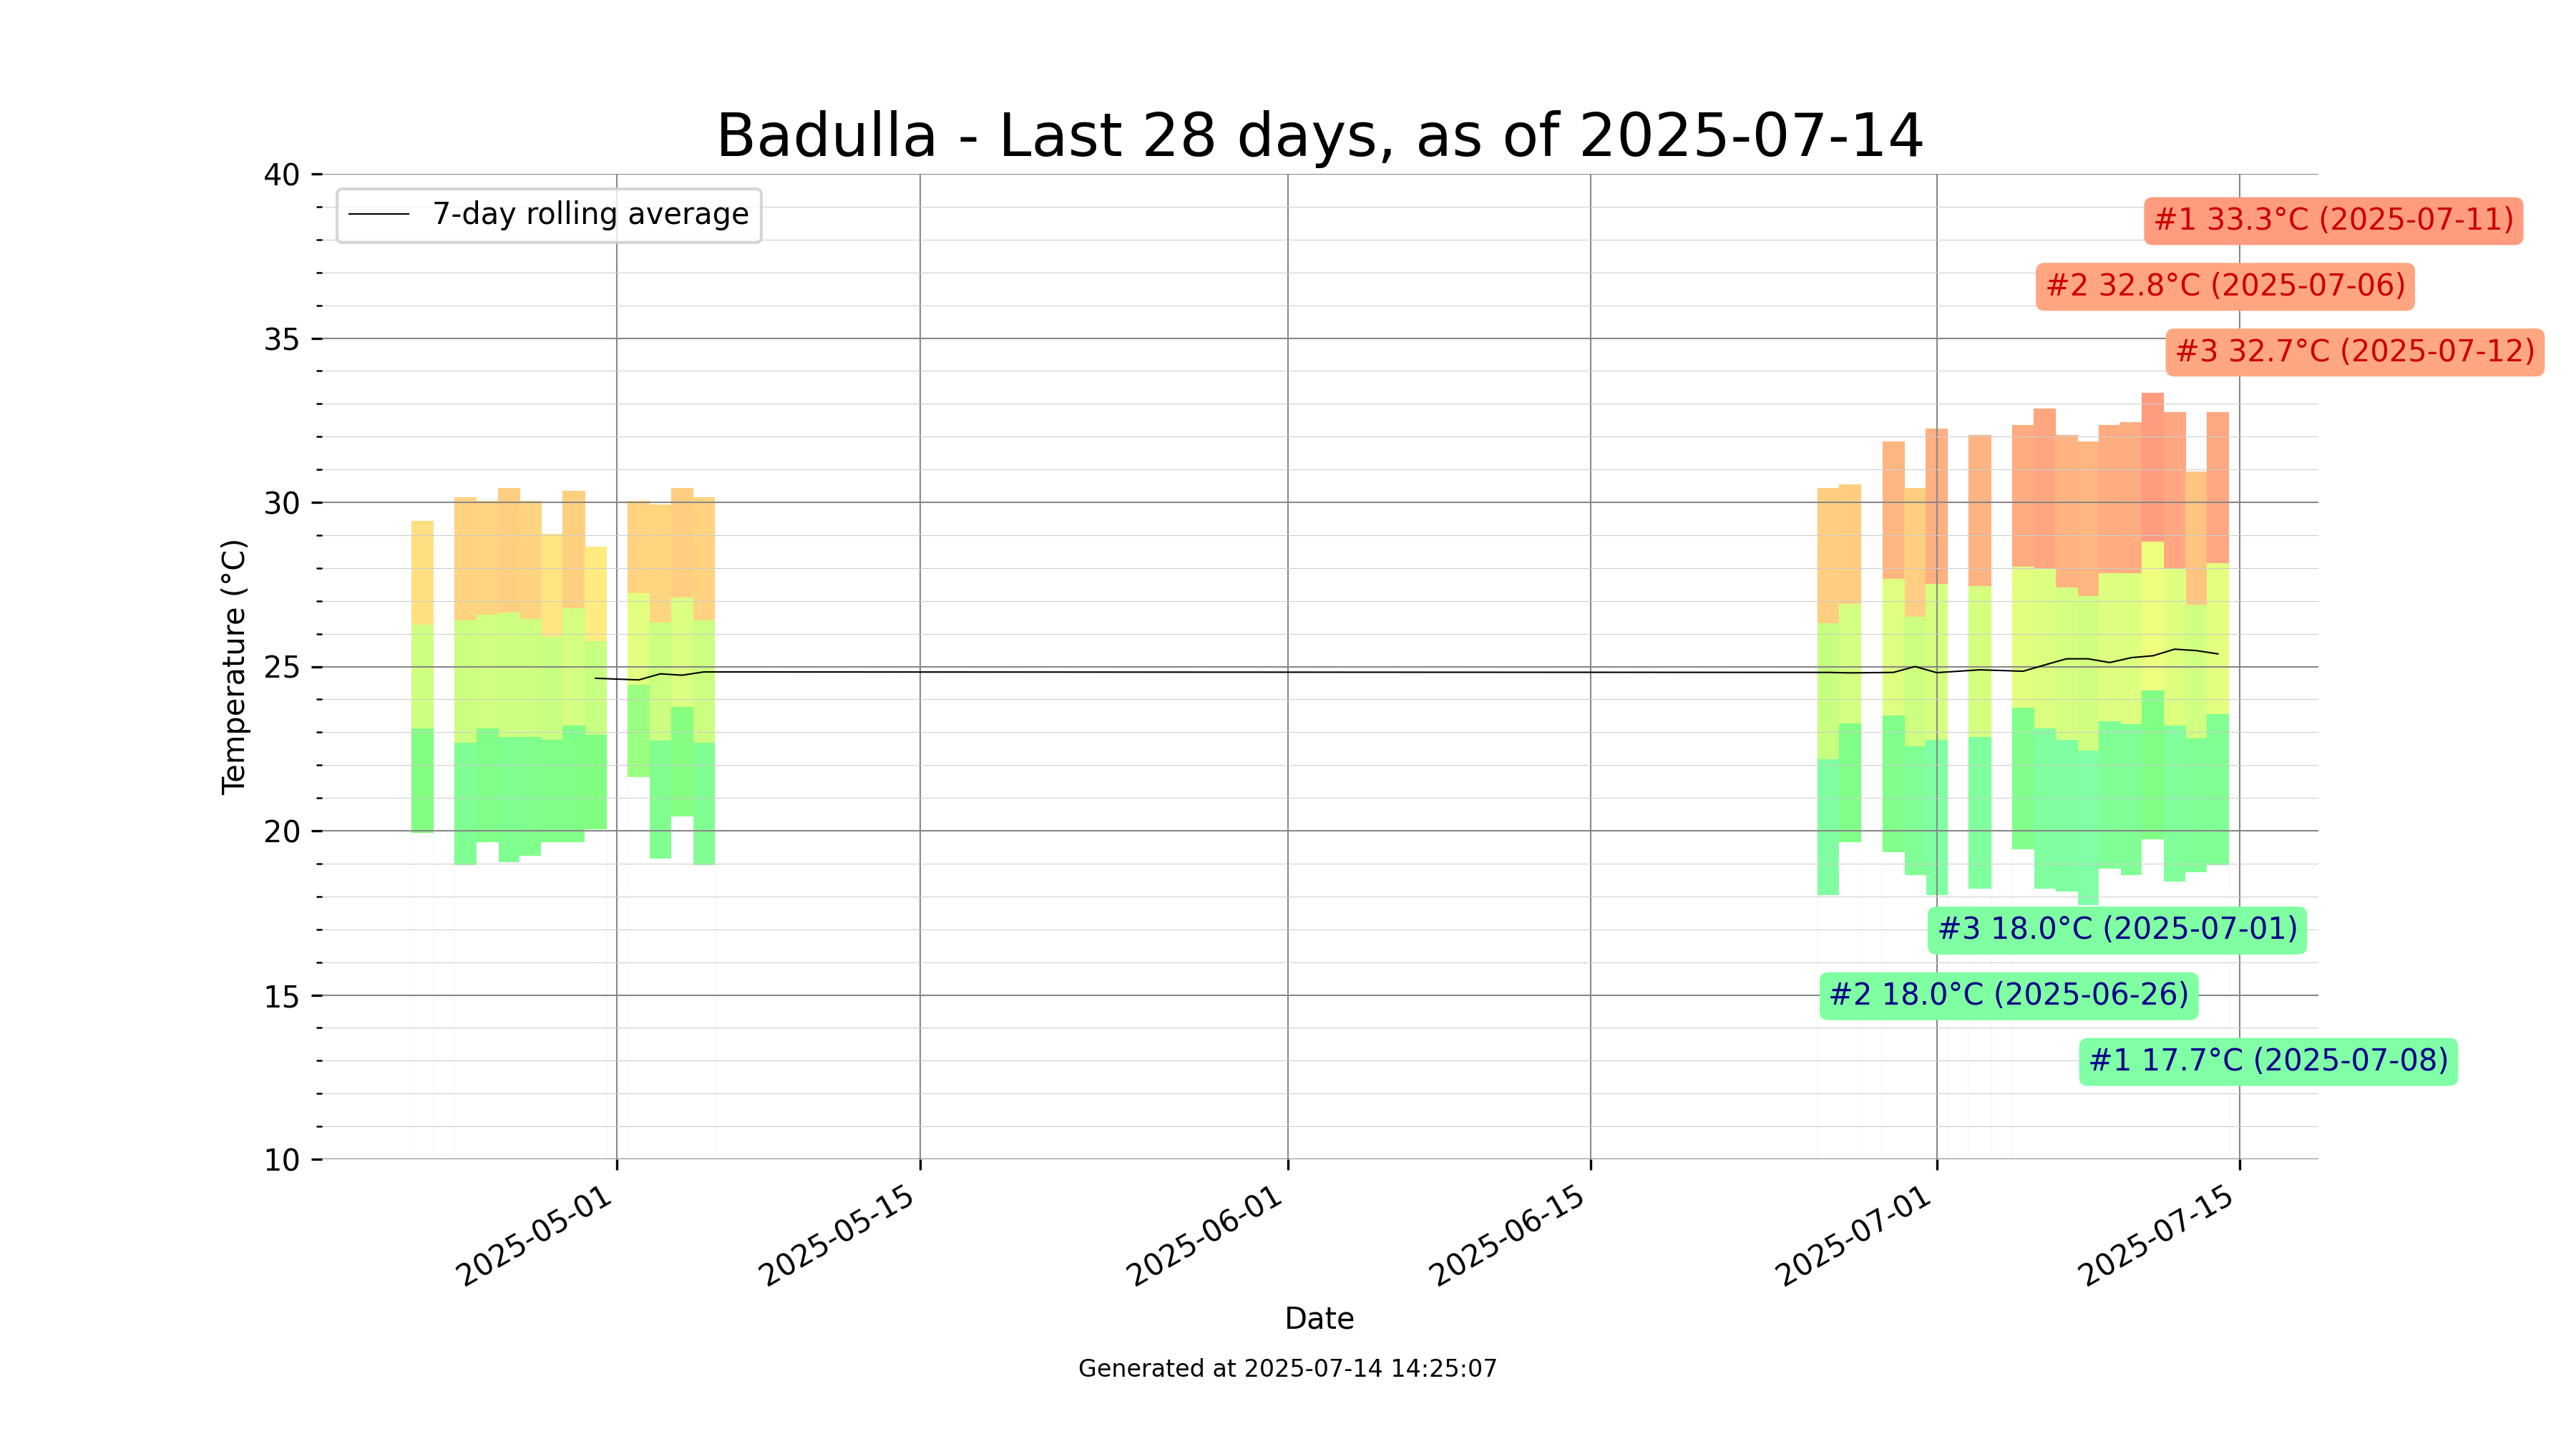 Badulla - Last 28 days, as of 2025-07-14
7-day rolling average
#1 33.3°C (2025-07-11)
#2 32.8°C (2025-07-06)
#3 32.7°C (2025-07-12)
#3 18.0°C (2025-07-01)
#2 18.0°C (2025-06-26)
#1 17.7°C (2025-07-08)
Temperature (°C)
40
35
30
25
20
15
10
2025-05-01
2025-05-15
2025-06-01
2025-06-15
2025-07-01
2025-07-15
Date
Generated at 2025-07-14 14:25:07